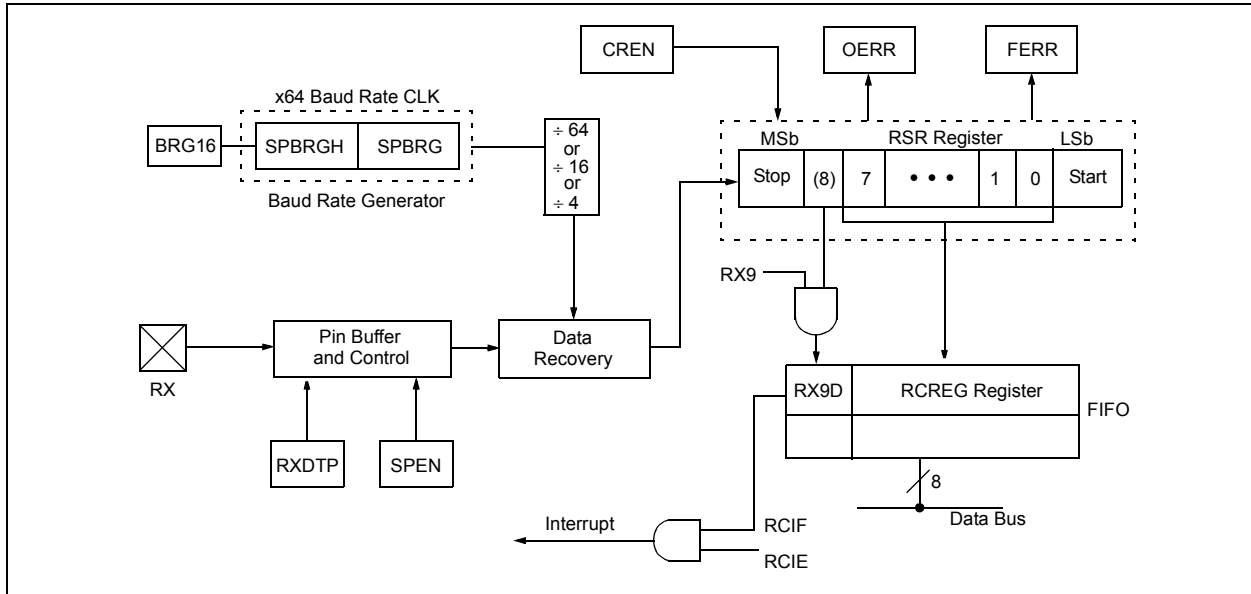 CREN
OERR
FERR
x64 Baud Rate CLK
BRG16
SPBRGH
SPBRG
Baud Rate Generator
÷ 64
or
÷ 16
or
÷ 4
MSb
RSR Register
LSb
Stop
(8)
7
• • •
1
0
Start
RX9
RX
Pin Buffer
and Control
Data
Recovery
RXDTP
SPEN
RX9D
RCREG Register
FIFO
8
Data Bus
Interrupt
RCIF
RCIE